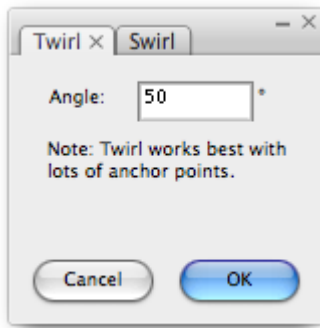 Twirl Swirl
Angle: 50 °
Note: Twirl works best with
lots of anchor points.
Cancel OK